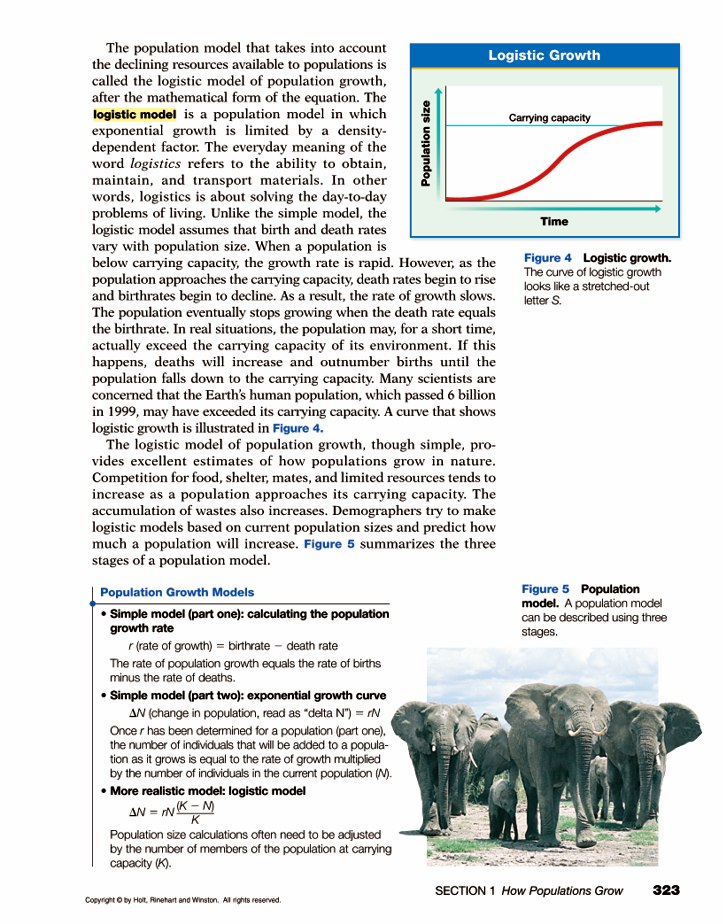 The population model that takes into account
the declining resources available to populations is
called the logistic model of population growth,
after the mathematical form of the equation. The
logistic model is a population model in which
exponential growth is limited by a density-
dependent factor. The everyday meaning of the
word logistics refers to the ability to obtain,
maintain, and transport materials. In other
words, logistics is about solving the day-to-day
problems of living. Unlike the simple model, the
logistic model assumes that birth and death rates
vary with population size. When a population is
below carrying capacity, the growth rate is rapid. However, as the
population approaches the carrying capacity, death rates begin to rise
and birthrates begin to decline. As a result, the rate of growth slows.
The population eventually stops growing when the death rate equals
the birthrate. In real situations, the population may, for a short time,
actually exceed the carrying capacity of its environment. If this
happens, deaths will increase and outnumber births until the
population falls down to the carrying capacity. Many scientists are
concerned that the Earth's human population, which passed 6 billion
in 1999, may have exceeded its carrying capacity. A curve that shows
logistic growth is illustrated in Figure 4.
The logistic model of population growth, though simple, pro-
vides excellent estimates of how populations grow in nature.
Competition for food, shelter, mates, and limited resources tends to
increase as a population approaches its carrying capacity. The
accumulation of wastes also increases. Demographers try to make
logistic models based on current population sizes and predict how
much a population will increase. Figure 5 summarizes the three
stages of a population model.
Logistic Growth
Population size
Carrying capacity
Time
Figure 4 Logistic growth.
The curve of logistic growth
looks like a stretched-out
letter S.
Population Growth Models
• Simple model (part one): calculating the population
growth rate
r (rate of growth) = birthrate − death rate
The rate of population growth equals the rate of births
minus the rate of deaths.
• Simple model (part two): exponential growth curve
ΔN (change in population, read as "delta N") = rN
Once r has been determined for a population (part one),
the number of individuals that will be added to a popula-
tion as it grows is equal to the rate of growth multiplied
by the number of individuals in the current population (N).
• More realistic model: logistic model
ΔN = rN (K − N)
K
Population size calculations often need to be adjusted
by the number of members of the population at carrying
capacity (K).
Figure 5 Population
model. A population model
can be described using three
stages.
SECTION 1 How Populations Grow 323
Copyright © by Holt, Rinehart and Winston. All rights reserved.